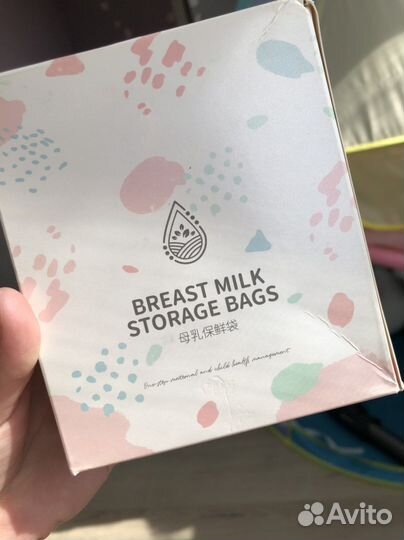 BREAST MILK
STORAGE BAGS
母乳保鲜袋
One-stop maternal and child health management
Avito